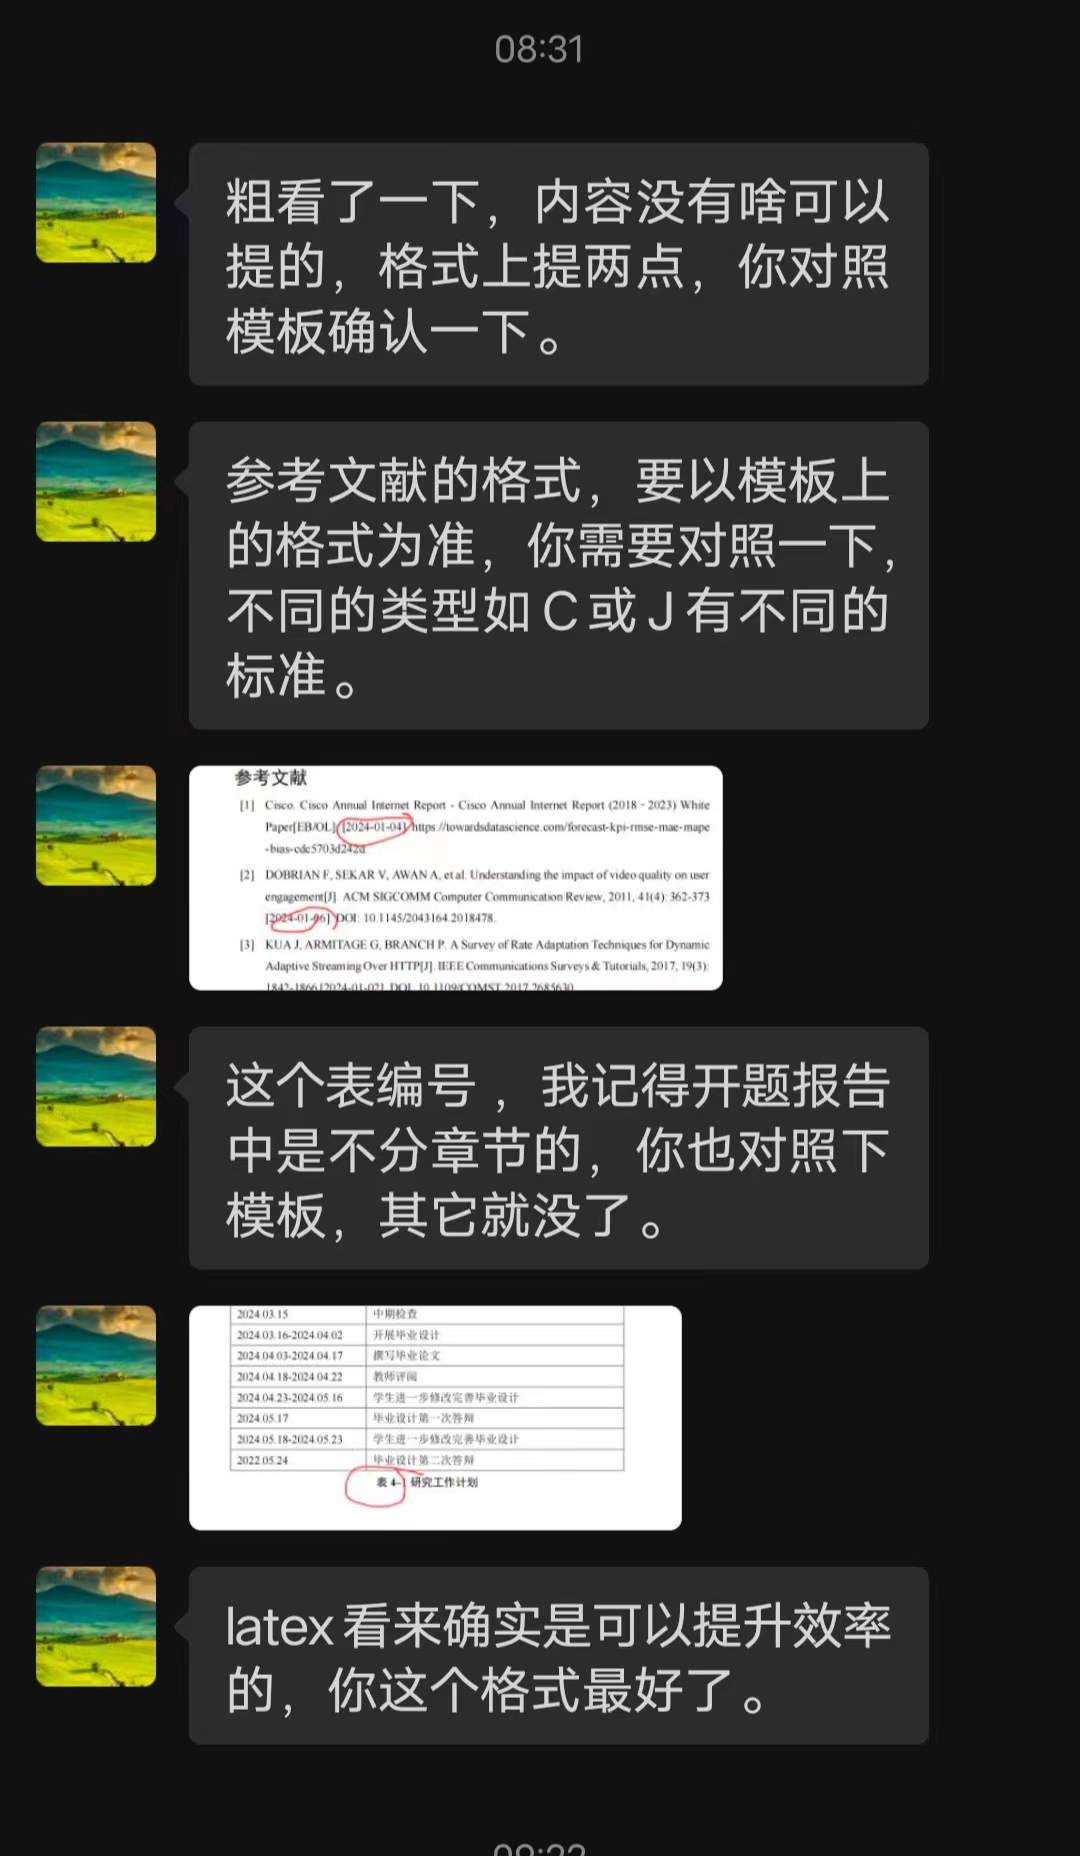 08:31
粗看了一下，内容没有啥可以
提的，格式上提两点，你对照
模板确认一下。
参考文献的格式，要以模板上
的格式为准，你需要对照一下，
不同的类型如 C 或 J 有不同的
标准。
参考文献
[1] Cisco. Cisco Annual Internet Report - Cisco Annual Internet Report (2018 - 2023) White
Paper[EB/OL]. [2024-01-04]. https://towardsdatascience.com/forecast-kpi-rmse-mae-mape
-bias-cdc5703d242d.
[2] DOBRIAN F, SEKAR V, AWAN A, et al. Understanding the impact of video quality on user
engagement[J]. ACM SIGCOMM Computer Communication Review, 2011, 41(4): 362-373
[2024-01-06]. DOI: 10.1145/2043164.2018478.
[3] KUA J, ARMITAGE G, BRANCH P. A Survey of Rate Adaptation Techniques for Dynamic
Adaptive Streaming Over HTTP[J]. IEEE Communications Surveys & Tutorials, 2017, 19(3):
1842-1866 [2024-01-02]. DOI: 10.1109/COMST.2017.2685630.
这个表编号 ，我记得开题报告
中是不分章节的，你也对照下
模板，其它就没了。
2024.03.15 中期检查
2024.03.16-2024.04.02 开展毕业设计
2024.04.03-2024.04.17 撰写毕业论文
2024.04.18-2024.04.22 教师评阅
2024.04.23-2024.05.16 学生进一步修改完善毕业设计
2024.05.17 毕业设计第一次答辩
2024.05.18-2024.05.23 学生进一步修改完善毕业设计
2022.05.24 毕业设计第二次答辩
表 4-1 研究工作计划
latex 看来确实是可以提升效率
的，你这个格式最好了。